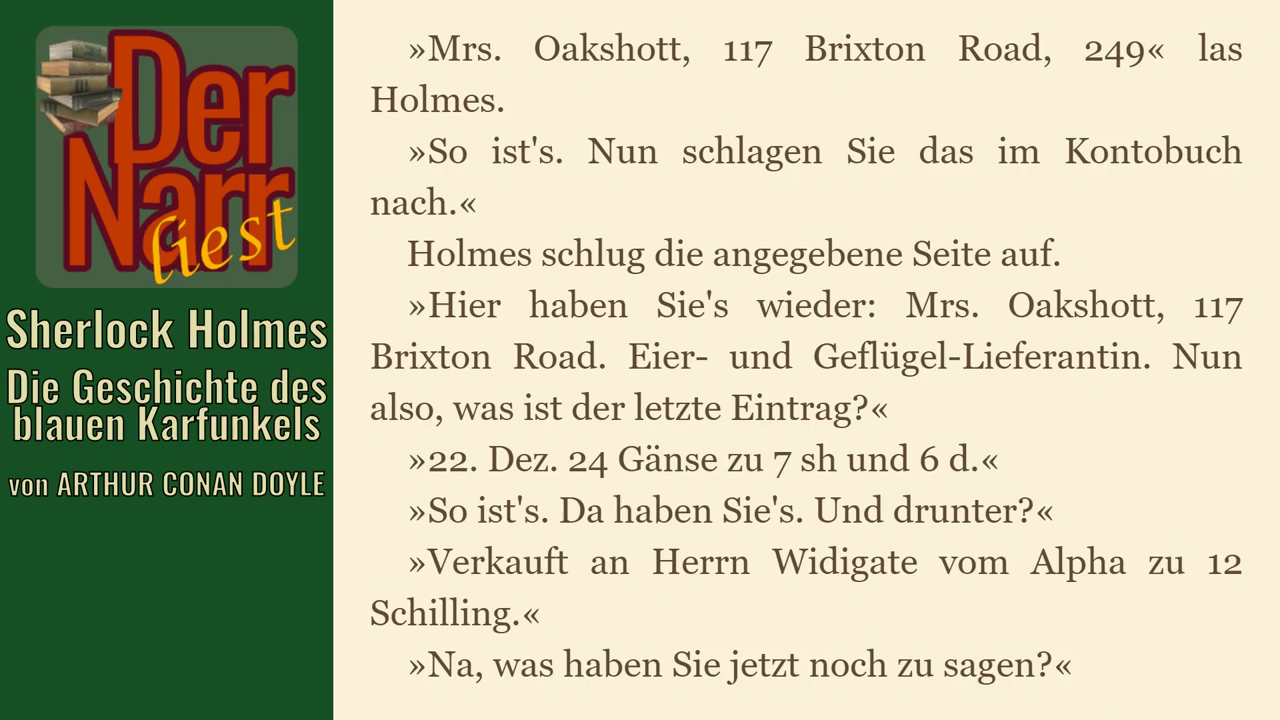 Der
Narr
liest
Sherlock Holmes
Die Geschichte des
blauen Karfunkels
von ARTHUR CONAN DOYLE
»Mrs. Oakshott, 117 Brixton Road, 249« las
Holmes.
»So ist's. Nun schlagen Sie das im Kontobuch
nach.«
Holmes schlug die angegebene Seite auf.
»Hier haben Sie's wieder: Mrs. Oakshott, 117
Brixton Road. Eier- und Geflügel-Lieferantin. Nun
also, was ist der letzte Eintrag?«
»22. Dez. 24 Gänse zu 7 sh und 6 d.«
»So ist's. Da haben Sie's. Und drunter?«
»Verkauft an Herrn Widigate vom Alpha zu 12
Schilling.«
»Na, was haben Sie jetzt noch zu sagen?«